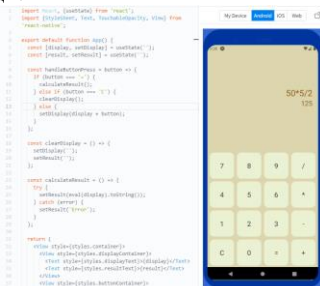 import React, {useState} from 'react';
import {StyleSheet, Text, TouchableOpacity, View} from
'react-native';
export default function App() {
const [display, setDisplay] = useState('');
const [result, setResult] = useState('');
const handleButtonPress = button => {
if (button === '=') {
calculateResult();
} else if (button === 'C') {
clearDisplay();
} else {
setDisplay(display + button);
}
};
const clearDisplay = () => {
setDisplay('');
setResult('');
};
const calculateResult = () => {
try {
setResult(eval(display).toString());
} catch (error) {
setResult('Error');
}
};
return (
<View style={styles.container}>
<View style={styles.displayContainer}>
<Text style={styles.displayText}>{display}</Text>
<Text style={styles.resultText}>{result}</Text>
</View>
<View style={styles.buttonContainer}>
My Device Android iOS Web
50*5/2
125
7 8 9 /
4 5 6 *
1 2 3 -
C 0 = +